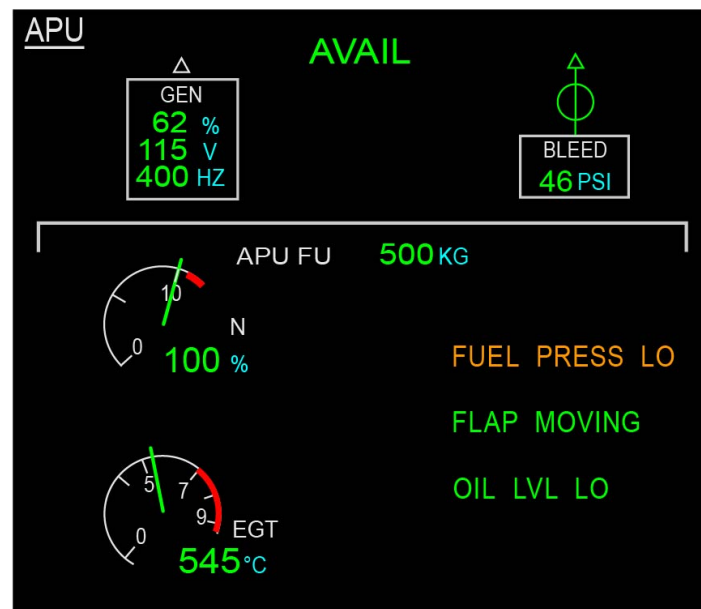 APU
AVAIL
GEN
62 %
115 V
400 HZ
BLEED
46 PSI
APU FU 500 KG
10
0
N
100 %
FUEL PRESS LO
FLAP MOVING
OIL LVL LO
5
7
9
0
EGT
545 °C